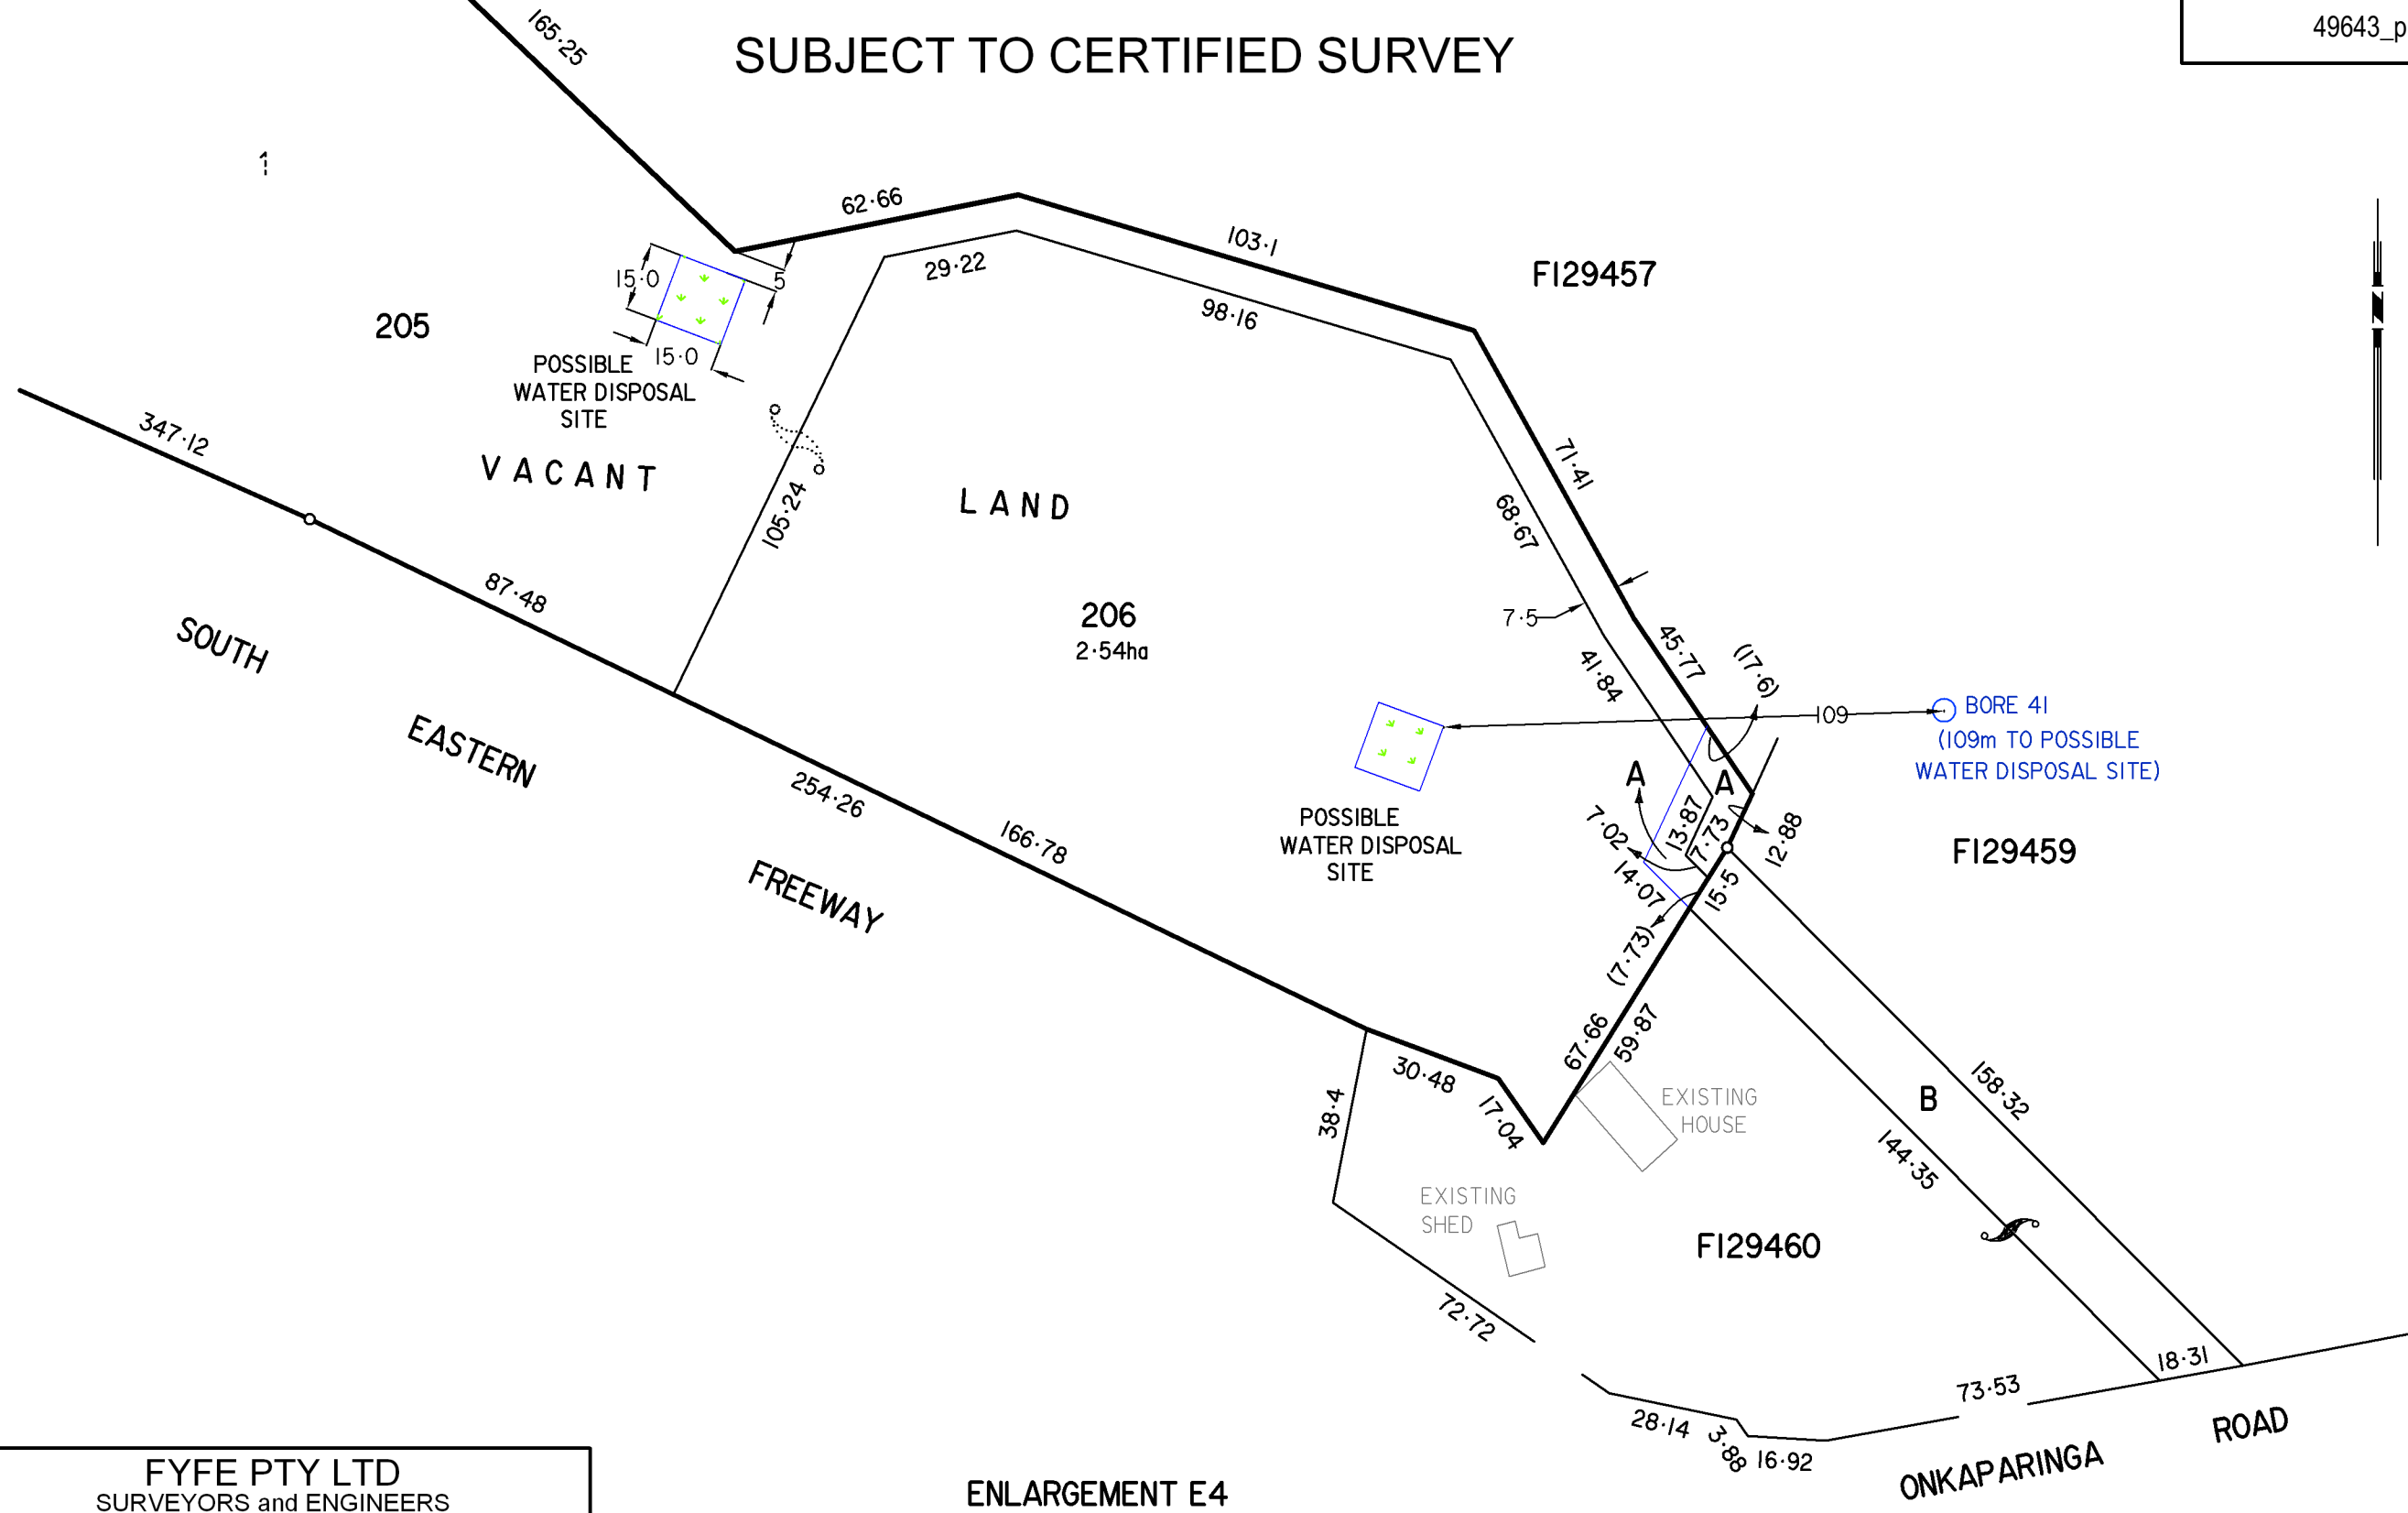 165·25
SUBJECT TO CERTIFIED SURVEY
49643_p
1
62·66
103·1
29·22
98·16
F129457
N
15·0
5
15·0
205
POSSIBLE
WATER DISPOSAL
SITE
347·12
VACANT
LAND
105·24
71·41
68·67
87·48
206
2·54ha
7·5
45·77
41·84
(17·6)
SOUTH
EASTERN
FREEWAY
254·26
166·78
109
BORE 41
(109m TO POSSIBLE
WATER DISPOSAL SITE)
A
A
13·87
7·73
7·02
12·88
14·07
15·5
(7·73)
POSSIBLE
WATER DISPOSAL
SITE
F129459
67·66
59·87
30·48
17·04
38·4
EXISTING
HOUSE
B
158·32
144·35
EXISTING
SHED
F129460
72·72
18·31
73·53
28·14
3·88
16·92
ONKAPARINGA
ROAD
FYFE PTY LTD
SURVEYORS and ENGINEERS
ENLARGEMENT E4